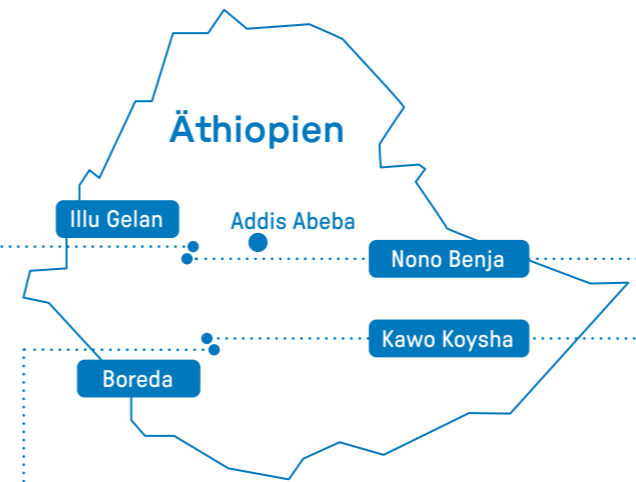 Äthiopien
Illu Gelan
Addis Abeba
Nono Benja
Kawo Koysha
Boreda